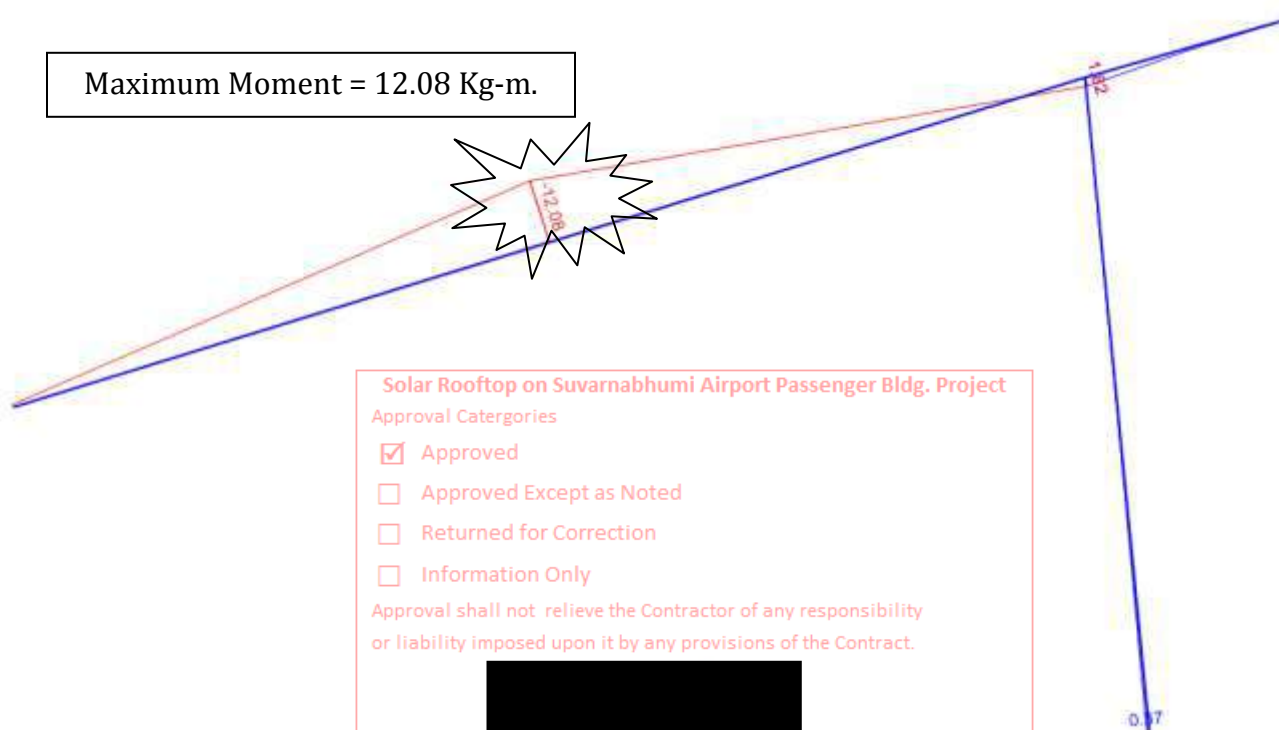 Maximum Moment = 12.08 Kg-m.
-12.08
Solar Rooftop on Suvarnabhumi Airport Passenger Bldg. Project
Approval Catergories
Approved
Approved Except as Noted
Returned for Correction
Information Only
Approval shall not relieve the Contractor of any responsibility
or liability imposed upon it by any provisions of the Contract.